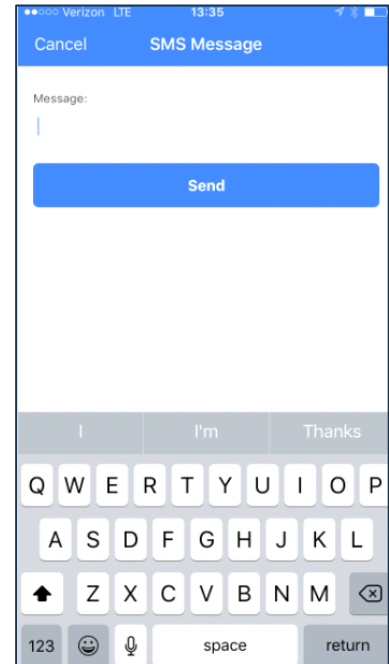 Verizon LTE 13:35
Cancel SMS Message
Message:
Send
I I'm Thanks
Q W E R T Y U I O P
A S D F G H J K L
Z X C V B N M
123 space return